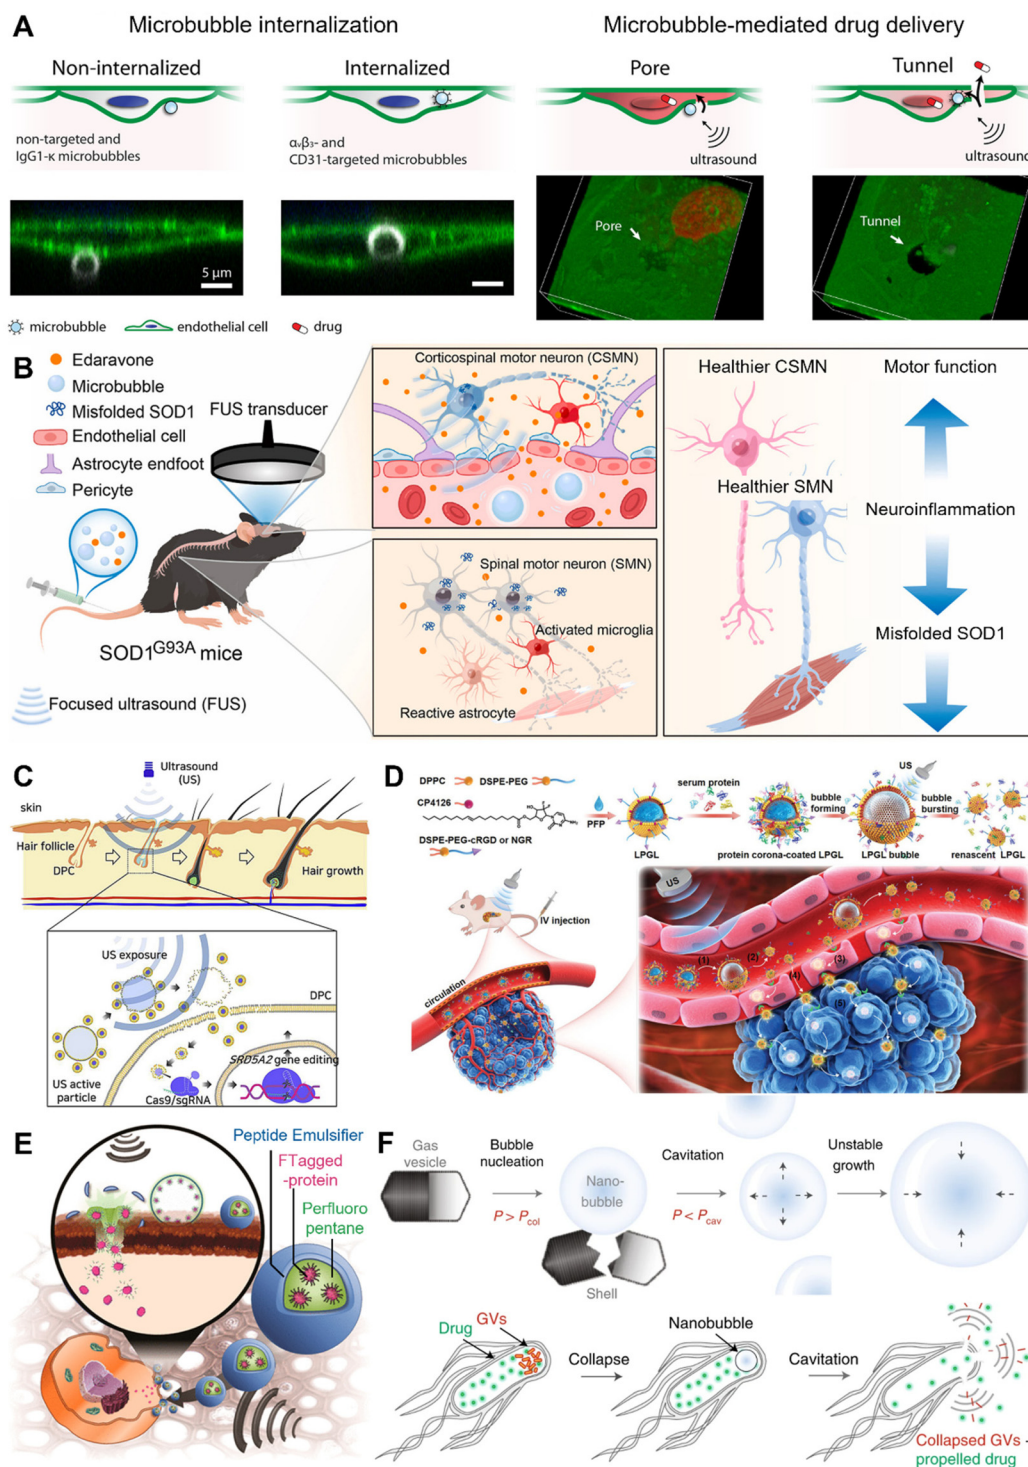 A
Microbubble internalization
Microbubble-mediated drug delivery
Non-internalized
Internalized
Pore
Tunnel
non-targeted and
IgG1-κ microbubbles
αvβ3- and
CD31-targeted microbubbles
ultrasound
ultrasound
5 μm
Pore
Tunnel
microbubble
endothelial cell
drug
B
Edaravone
Microbubble
Misfolded SOD1
Endothelial cell
Astrocyte endfoot
Pericyte
FUS transducer
SOD1G93A mice
Focused ultrasound (FUS)
Corticospinal motor neuron (CSMN)
Spinal motor neuron (SMN)
Activated microglia
Reactive astrocyte
Healthier CSMN
Motor function
Healthier SMN
Neuroinflammation
Misfolded SOD1
C
Ultrasound
(US)
skin
Hair follicle
DPC
Hair growth
US exposure
DPC
US active
particle
Cas9/sgRNA
SRD5A2 gene editing
D
DPPC
DSPE-PEG
CP4126
DSPE-PEG-cRGD or NGR
PFP
LPGL
serum protein
protein corona-coated LPGL
bubble
forming
US
LPGL bubble
bubble
bursting
renascent LPGL
US
IV injection
circulation
US
(1)
(2)
(3)
(4)
(5)
E
Peptide Emulsifier
FTagged
-protein
Perfluoro
pentane
F
Gas
vesicle
Bubble
nucleation
P > Pcol
Nano-
bubble
Shell
Cavitation
P < Pcav
Unstable
growth
Drug
GVs
Collapse
Nanobubble
Cavitation
Collapsed GVs -
propelled drug